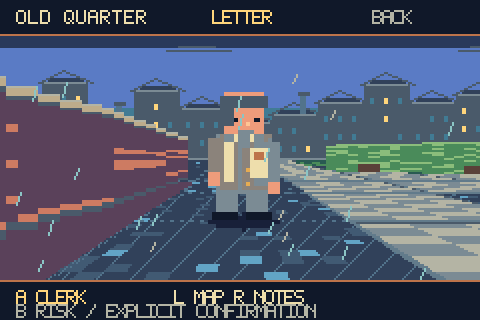 OLD QUARTER LETTER BACK
A CLERK L MAP R NOTES
B RISK / EXPLICIT CONFIRMATION